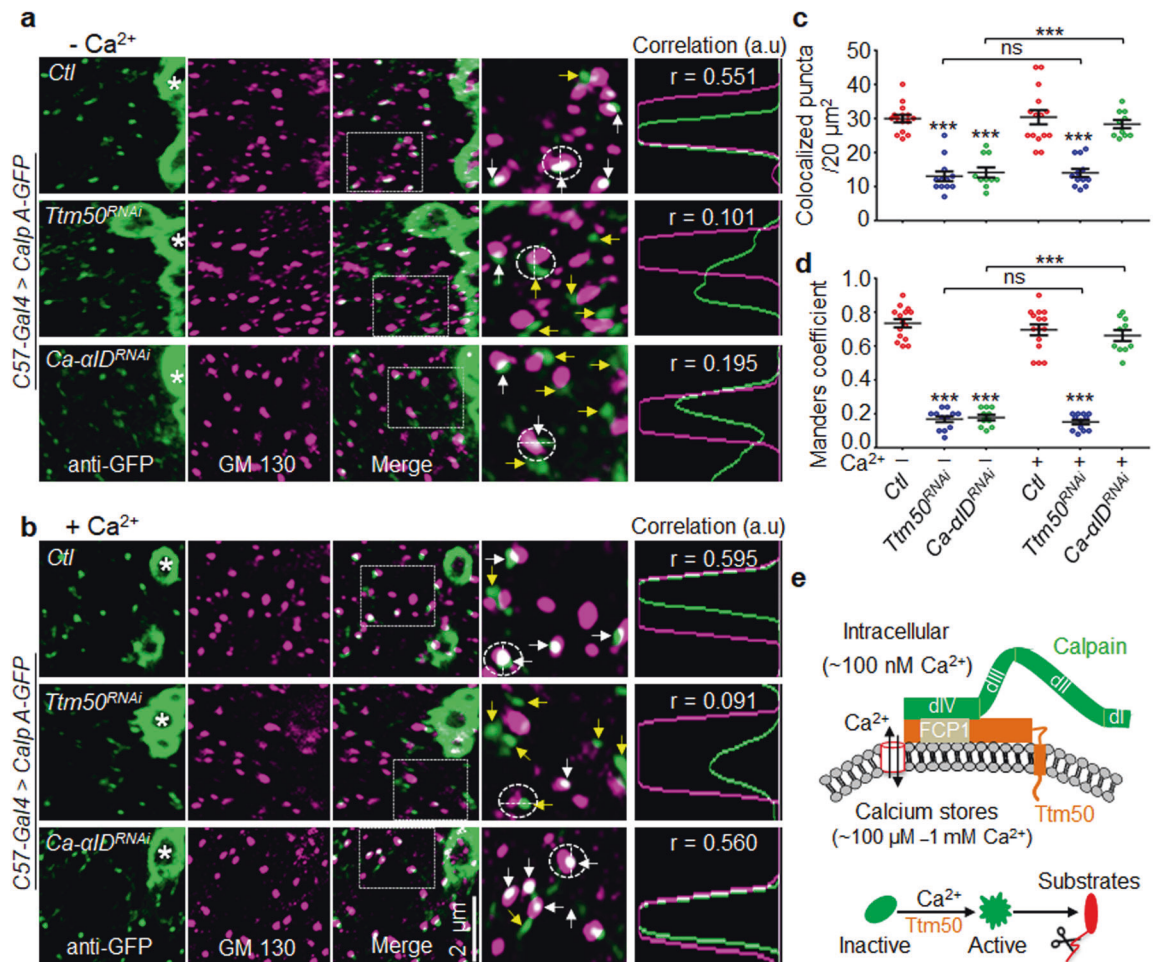 a
- Ca²⁺
Correlation (a.u)
C57-Gal4 > Calp A-GFP
Ctl
*
r = 0.551
Ttm50ᴿᴺᴬⁱ
*
r = 0.101
Ca-αIDᴿᴺᴬⁱ
*
r = 0.195
anti-GFP
GM 130
Merge
b
+ Ca²⁺
Correlation (a.u)
C57-Gal4 > Calp A-GFP
Ctl
*
r = 0.595
Ttm50ᴿᴺᴬⁱ
*
r = 0.091
Ca-αIDᴿᴺᴬⁱ
*
r = 0.560
anti-GFP
GM 130
Merge
2 µm
c
Colocalized puncta
/20 µm²
50
40
30
20
10
0
***
ns
*** *** ***
d
Manders coefficient
1.0
0.8
0.6
0.4
0.2
0.0
***
ns
*** *** ***
Ca²⁺ – – – + + +
Ctl
Ttm50ᴿᴺᴬⁱ
Ca-αIDᴿᴺᴬⁱ
Ctl
Ttm50ᴿᴺᴬⁱ
Ca-αIDᴿᴺᴬⁱ
e
Intracellular
(~100 nM Ca²⁺)
Calpain
dIII
dII
dI
dIV
FCP1
Ca²⁺
Ttm50
Calcium stores
(~100 µM –1 mM Ca²⁺)
Substrates
Ca²⁺
Ttm50
Inactive
Active